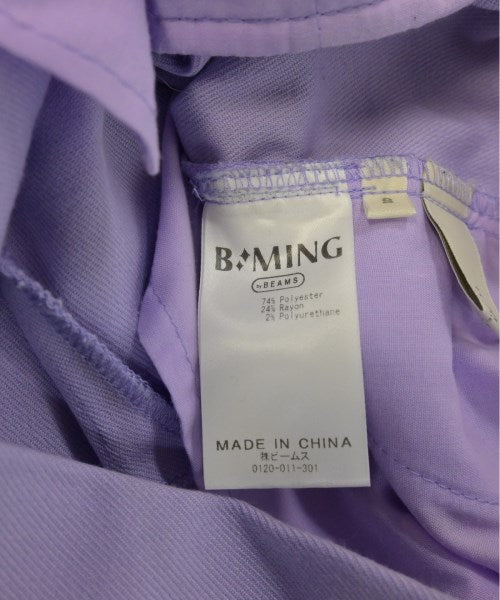 S
B:MING
by BEAMS
74% Polyester
24% Rayon
2% Polyurethane
MADE IN CHINA
株ビームス
0120-011-301